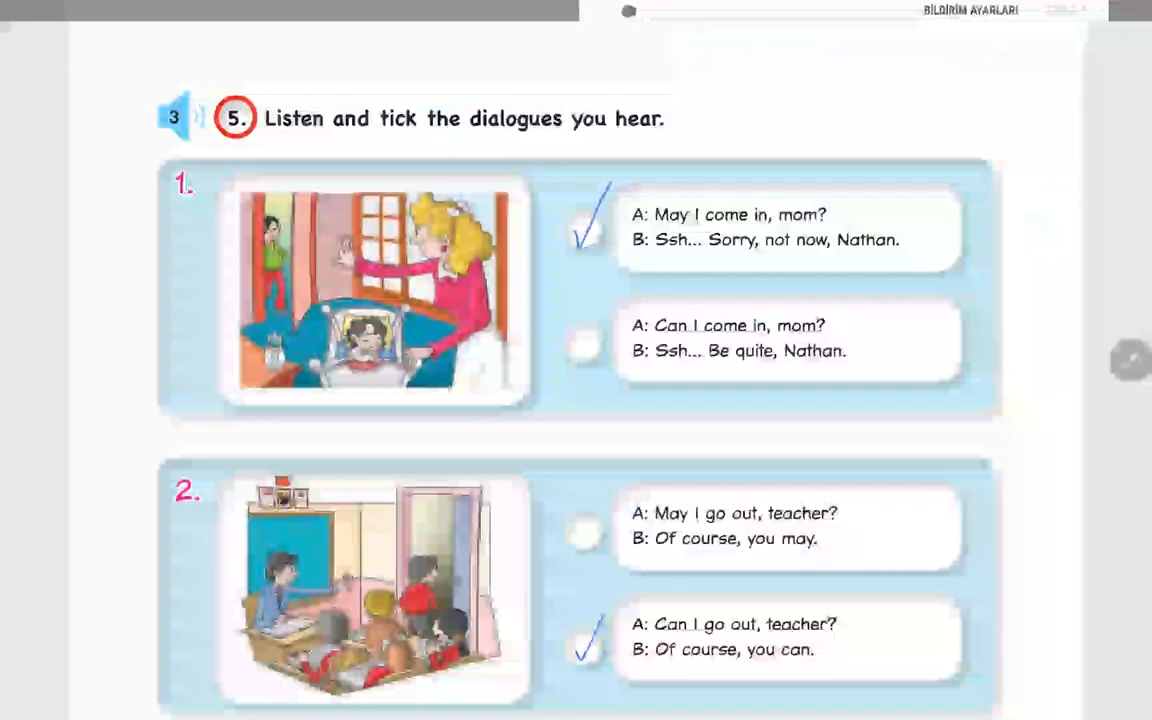 BİLDİRİM AYARLARI
3 5. Listen and tick the dialogues you hear.
1.
A: May I come in, mom?
B: Ssh... Sorry, not now, Nathan.
A: Can I come in, mom?
B: Ssh... Be quite, Nathan.
2.
A: May I go out, teacher?
B: Of course, you may.
A: Can I go out, teacher?
B: Of course, you can.